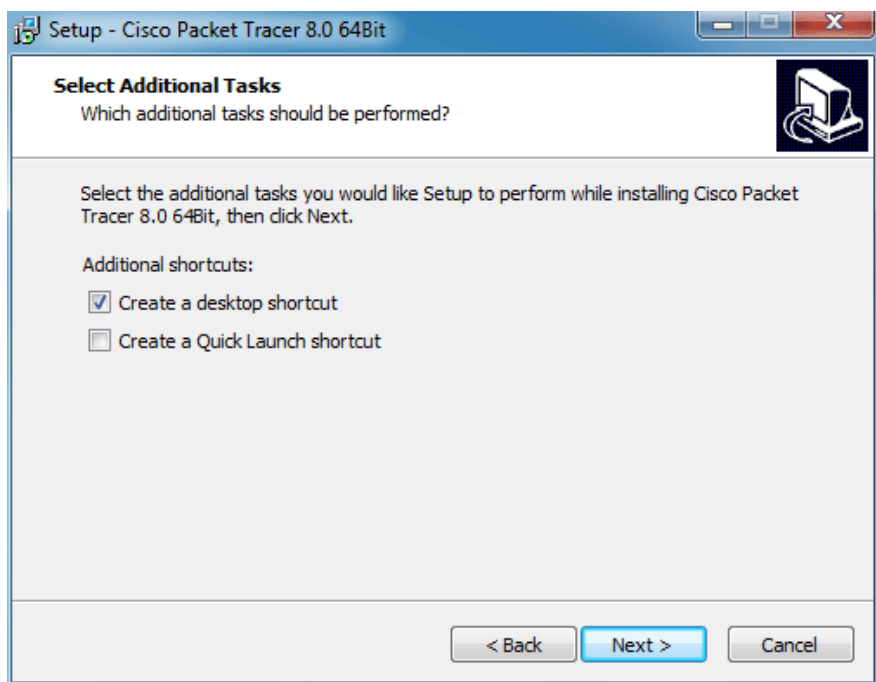 Setup - Cisco Packet Tracer 8.0 64Bit
Select Additional Tasks
Which additional tasks should be performed?
Select the additional tasks you would like Setup to perform while installing Cisco Packet
Tracer 8.0 64Bit, then click Next.
Additional shortcuts:
Create a desktop shortcut
Create a Quick Launch shortcut
< Back Next > Cancel